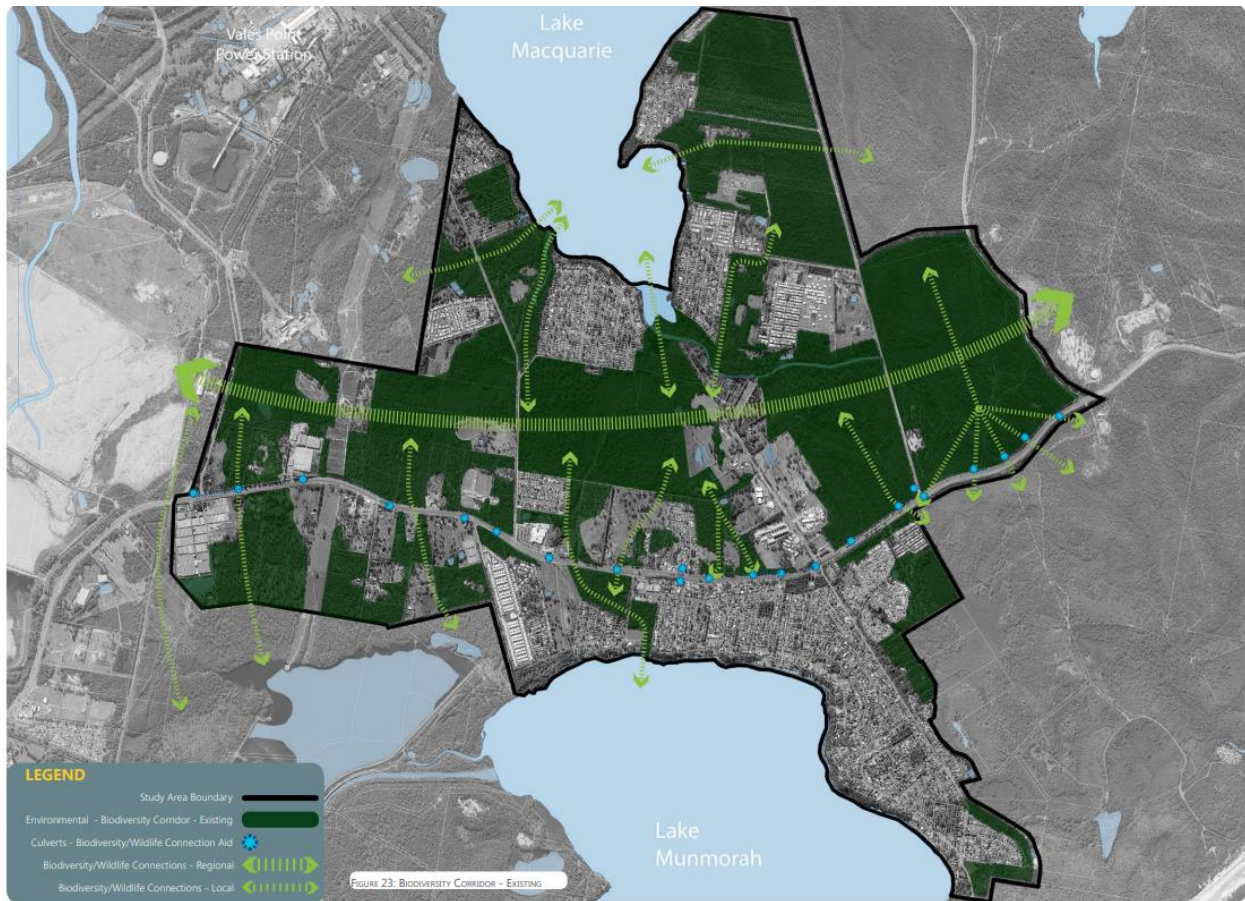 Vales Point
Power Station
Lake
Macquarie
LEGEND
Study Area Boundary
Environmental - Biodiversity Corridor - Existing
Culverts - Biodiversity/Wildlife Connection Aid
Biodiversity/Wildlife Connections - Regional
Biodiversity/Wildlife Connections - Local
FIGURE 23: BIODIVERSITY CORRIDOR - EXISTING
Lake
Munmorah